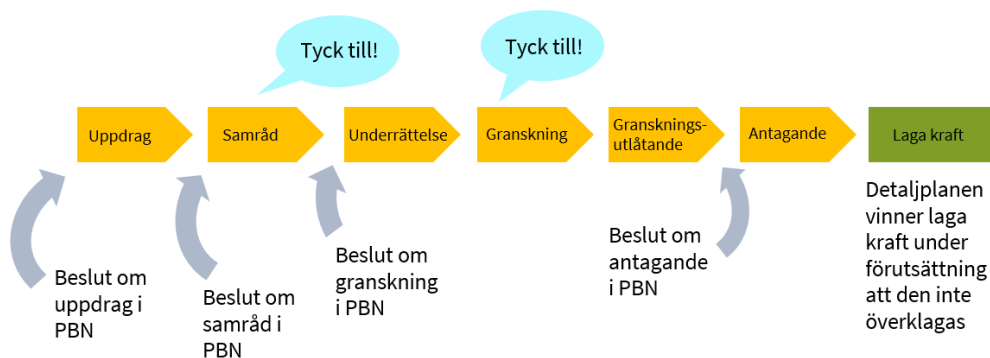 Tyck till!
Tyck till!
Uppdrag
Samråd
Underrättelse
Granskning
Gransknings-
utlåtande
Antagande
Laga kraft
Beslut om
uppdrag i
PBN
Beslut om
samråd i
PBN
Beslut om
granskning
i PBN
Beslut om
antagande
i PBN
Detaljplanen
vinner laga
kraft under
förutsättning
att den inte
överklagas